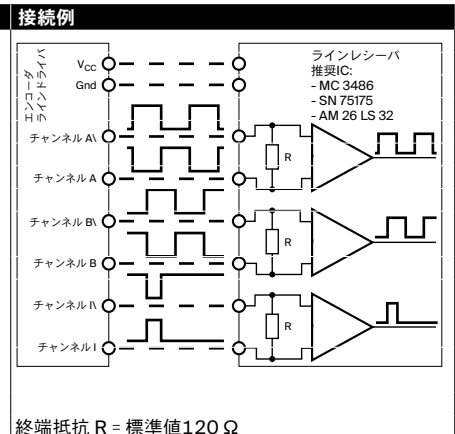 接続例
エンコーダ
ラインドライバ
Vcc
Gnd
チャンネル A\
チャンネル A
チャンネル B\
チャンネル B
チャンネル I\
チャンネル I
ラインレシーバ
推奨IC:
- MC 3486
- SN 75175
- AM 26 LS 32
R
R
R
終端抵抗 R = 標準値120 Ω